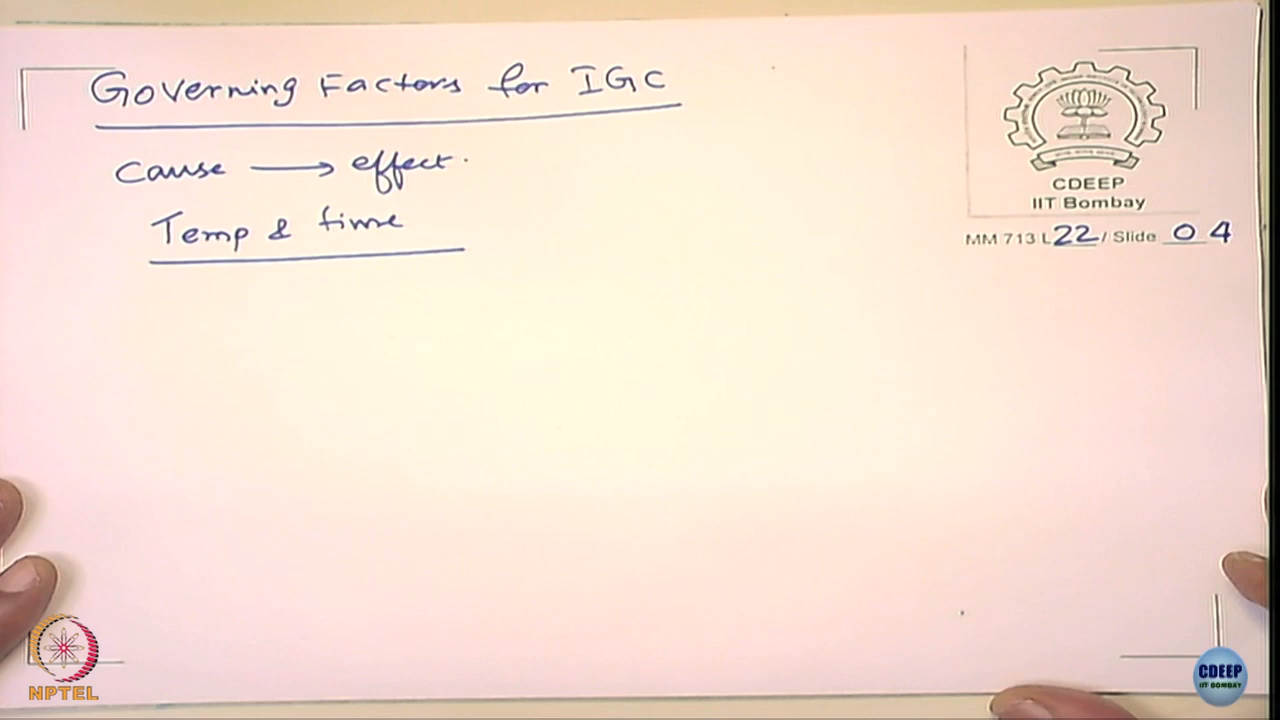 Governing Factors for IGC
Cause → effect.
Temp & time
CDEEP
IIT Bombay
MM 713 L22 / Slide 04
NPTEL
CDEEP
IIT BOMBAY